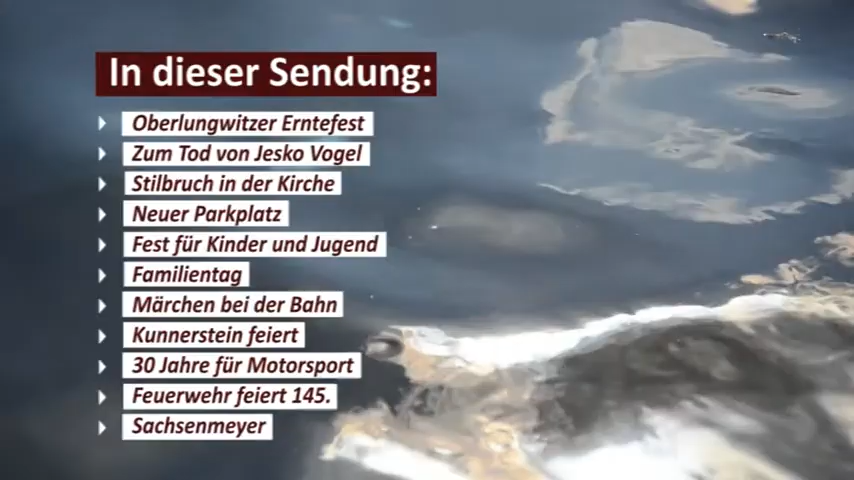 In dieser Sendung:
Oberlungwitzer Erntefest
Zum Tod von Jesko Vogel
Stilbruch in der Kirche
Neuer Parkplatz
Fest für Kinder und Jugend
Familientag
Märchen bei der Bahn
Kunnerstein feiert
30 Jahre für Motorsport
Feuerwehr feiert 145.
Sachsenmeyer